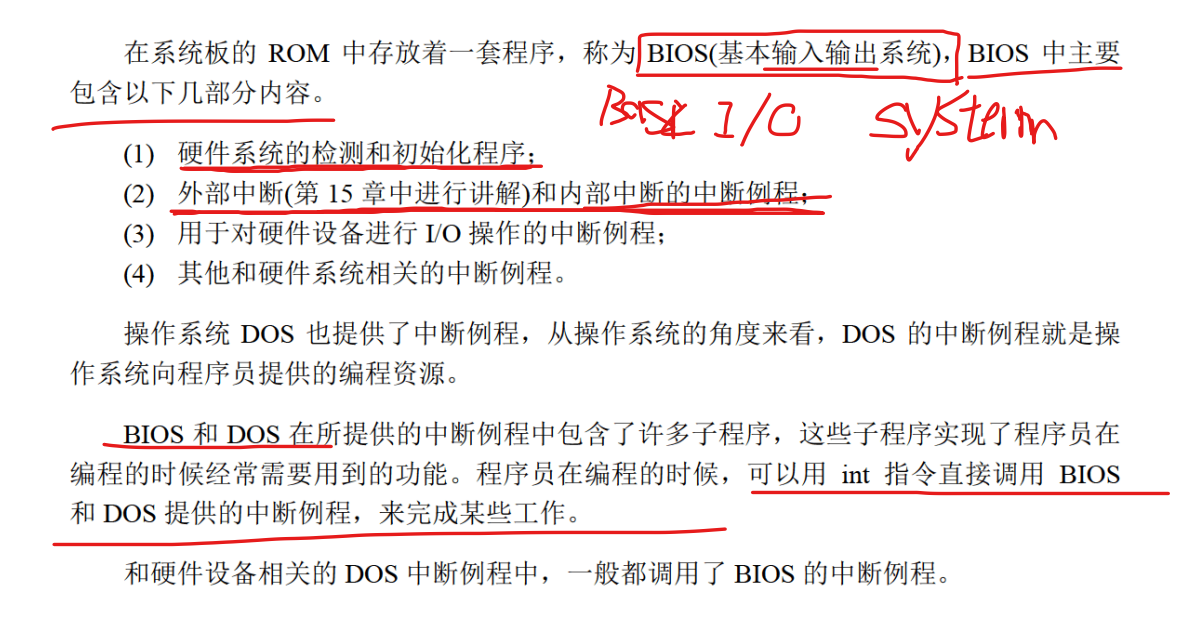 在系统板的 ROM 中存放着一套程序，称为 BIOS(基本输入输出系统)，BIOS 中主要
包含以下几部分内容。
Basic I/O system
(1) 硬件系统的检测和初始化程序；
(2) 外部中断(第 15 章中进行讲解)和内部中断的中断例程；
(3) 用于对硬件设备进行 I/O 操作的中断例程；
(4) 其他和硬件系统相关的中断例程。
操作系统 DOS 也提供了中断例程，从操作系统的角度来看，DOS 的中断例程就是操
作系统向程序员提供的编程资源。
BIOS 和 DOS 在所提供的中断例程中包含了许多子程序，这些子程序实现了程序员在
编程的时候经常需要用到的功能。程序员在编程的时候，可以用 int 指令直接调用 BIOS
和 DOS 提供的中断例程，来完成某些工作。
和硬件设备相关的 DOS 中断例程中，一般都调用了 BIOS 的中断例程。